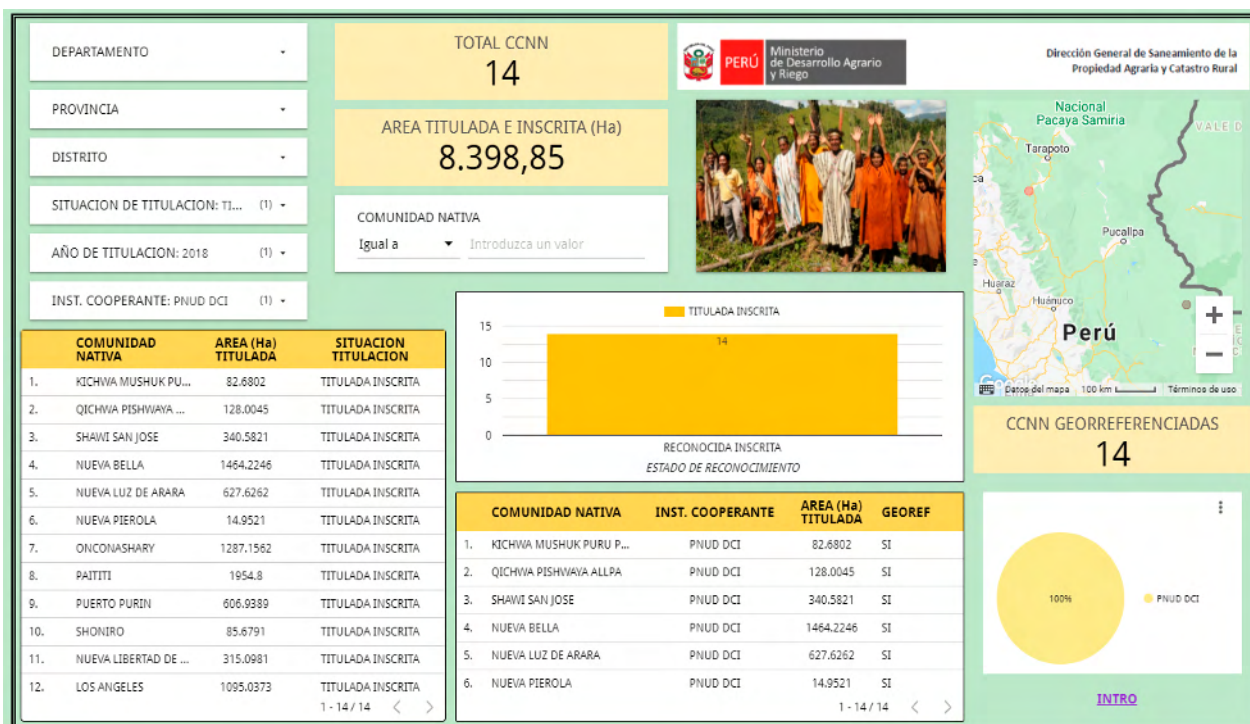 DEPARTAMENTO
PROVINCIA
DISTRITO
SITUACION DE TITULACION: TI... (1)
AÑO DE TITULACION: 2018 (1)
INST. COOPERANTE: PNUD DCI (1)
TOTAL CCNN
14
AREA TITULADA E INSCRITA (Ha)
8.398,85
COMUNIDAD NATIVA
Igual a Introduzca un valor
PERÚ
Ministerio
de Desarrollo Agrario
y Riego
Dirección General de Saneamiento de la
Propiedad Agraria y Catastro Rural
Nacional
Pacaya Samiria
VALE D
Tarapoto
Pucallpa
Huaraz
Huánuco
Perú
+
−
Datos del mapa 100 km Términos de uso
COMUNIDAD NATIVA AREA (Ha) TITULADA SITUACION TITULACION
1. KICHWA MUSHUK PU... 82.6802 TITULADA INSCRITA
2. QICHWA PISHWAYA ... 128.0045 TITULADA INSCRITA
3. SHAWI SAN JOSE 340.5821 TITULADA INSCRITA
4. NUEVA BELLA 1464.2246 TITULADA INSCRITA
5. NUEVA LUZ DE ARARA 627.6262 TITULADA INSCRITA
6. NUEVA PIEROLA 14.9521 TITULADA INSCRITA
7. ONCONASHARY 1287.1562 TITULADA INSCRITA
8. PAITITI 1954.8 TITULADA INSCRITA
9. PUERTO PURIN 606.9389 TITULADA INSCRITA
10. SHONIRO 85.6791 TITULADA INSCRITA
11. NUEVA LIBERTAD DE ... 315.0981 TITULADA INSCRITA
12. LOS ANGELES 1095.0373 TITULADA INSCRITA
1 - 14 / 14 < >
TITULADA INSCRITA
15
14
10
5
0
RECONOCIDA INSCRITA
ESTADO DE RECONOCIMIENTO
COMUNIDAD NATIVA INST. COOPERANTE AREA (Ha) TITULADA GEOREF
1. KICHWA MUSHUK PURU P... PNUD DCI 82.6802 SI
2. QICHWA PISHWAYA ALLPA PNUD DCI 128.0045 SI
3. SHAWI SAN JOSE PNUD DCI 340.5821 SI
4. NUEVA BELLA PNUD DCI 1464.2246 SI
5. NUEVA LUZ DE ARARA PNUD DCI 627.6262 SI
6. NUEVA PIEROLA PNUD DCI 14.9521 SI
1 - 14 / 14 < >
CCNN GEORREFERENCIADAS
14
100%
PNUD DCI
INTRO